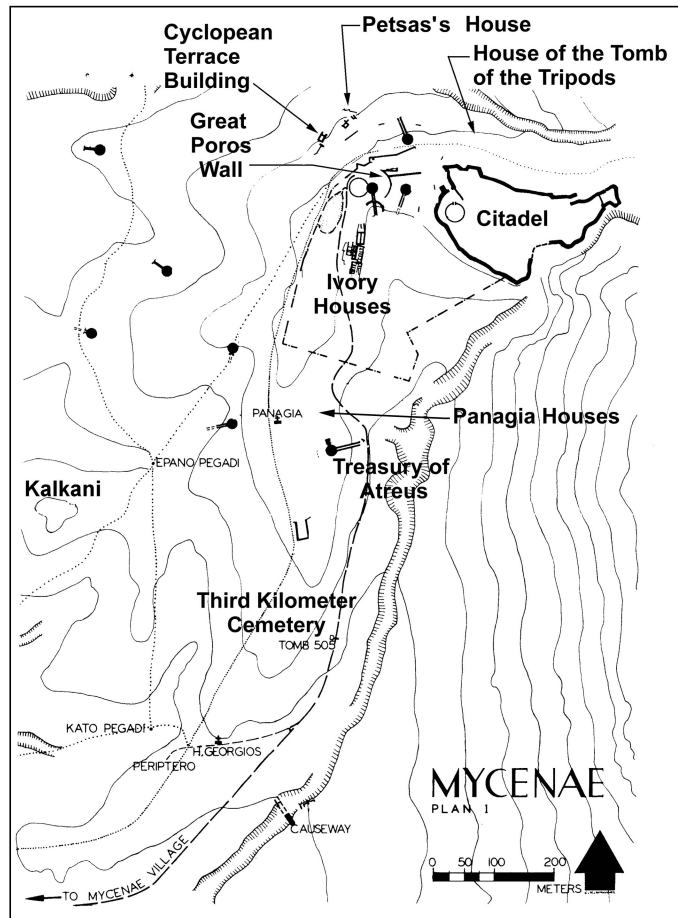 Petsas's House
Cyclopean
Terrace
Building
House of the Tomb
of the Tripods
Great
Poros
Wall
Citadel
Ivory
Houses
PANAGIA
Panagia Houses
EPANO PEGADI
Treasury of
Atreus
Kalkani
Third Kilometer
Cemetery
TOMB 505
KATO PEGADI
H.GEORGIOS
PERIPTERO
MYCENAE
PLAN 1
CAUSEWAY
0 50 100 200
METERS
TO MYCENAE VILLAGE